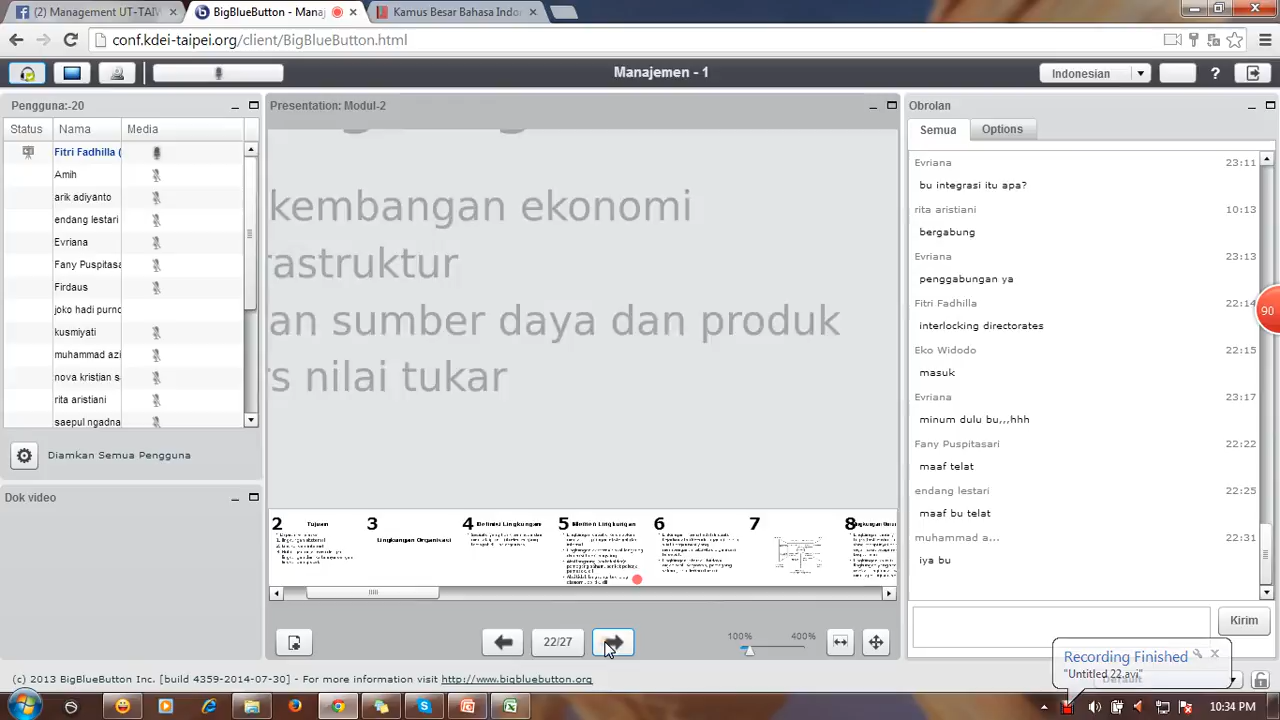 (2) Management UT-TAIW
BigBlueButton - Manaj
Kamus Besar Bahasa Indon
conf.kdei-taipei.org/client/BigBlueButton.html
Manajemen - 1
Indonesian
?
Pengguna:-20
Presentation: Modul-2
Obrolan
Status
Nama
Media
Semua
Options
Fitri Fadhilla (
Amih
arik adiyanto
endang lestari
Evriana
Fany Puspitasa
Firdaus
joko hadi purno
kusmiyati
muhammad azi
nova kristian s
rita aristiani
saepul ngadna
Diamkan Semua Pengguna
Dok video
kembangan ekonomi
rastruktur
an sumber daya dan produk
rs nilai tukar
2 Tujuan
3 Lingkungan Organisasi
4 Definisi Lingkungan
5 Elemen Lingkungan
6
7
8
22/27
100%
400%
Evriana 23:11
bu integrasi itu apa?
rita aristiani 10:13
bergabung
Evriana 23:13
penggabungan ya
Fitri Fadhilla 22:14
interlocking directorates
Eko Widodo 22:15
masuk
Evriana 23:17
minum dulu bu,,,hhh
Fany Puspitasari 22:22
maaf telat
endang lestari 22:25
maaf bu telat
muhammad a... 22:31
iya bu
90
Kirim
Recording Finished
"Untitled 22.avi"
Default
(c) 2013 BigBlueButton Inc. [build 4359-2014-07-30] - For more information visit http://www.bigbluebutton.org
10:34 PM